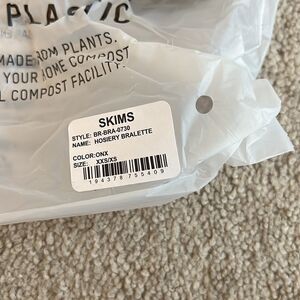 PLASTIC
MADE FROM PLANTS.
YOUR HOME COMPOST
L COMPOST FACILITY.
SKIMS
STYLE: BR-BRA-0730
NAME: HOSIERY BRALETTE
COLOR:ONX
SIZE: XXS/XS
194378755409